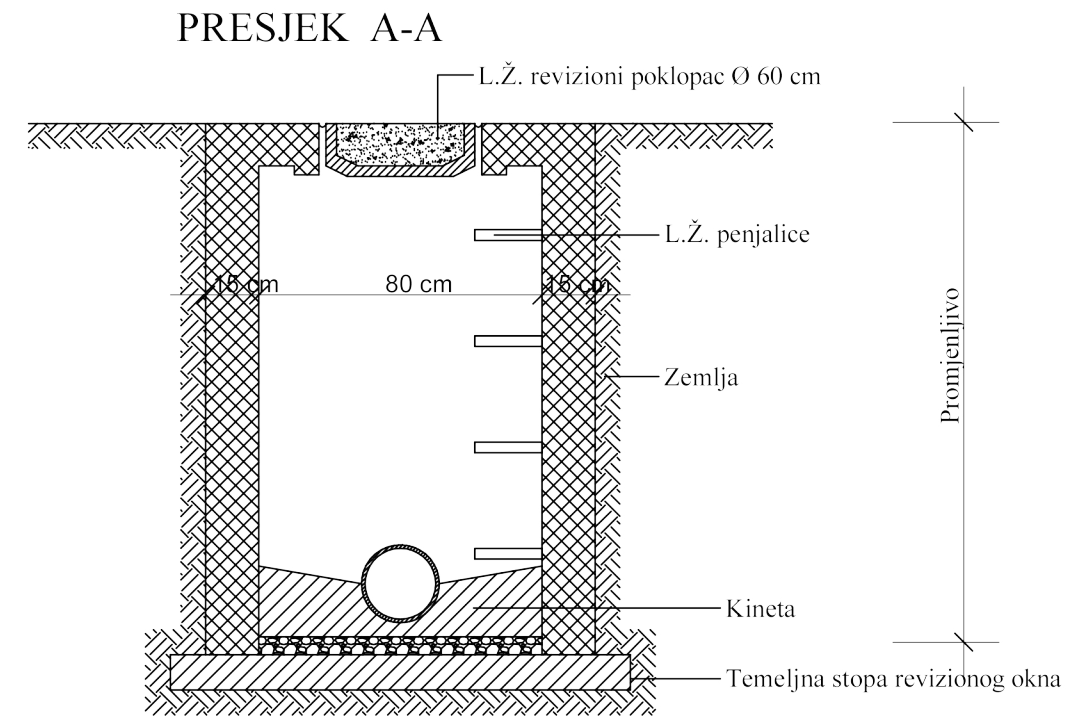 PRESJEK A-A
L.Ž. revizioni poklopac Ø 60 cm
L.Ž. penjalice
15 cm
80 cm
15 cm
Promjenljivo
Zemlja
Kineta
Temeljna stopa revizionog okna